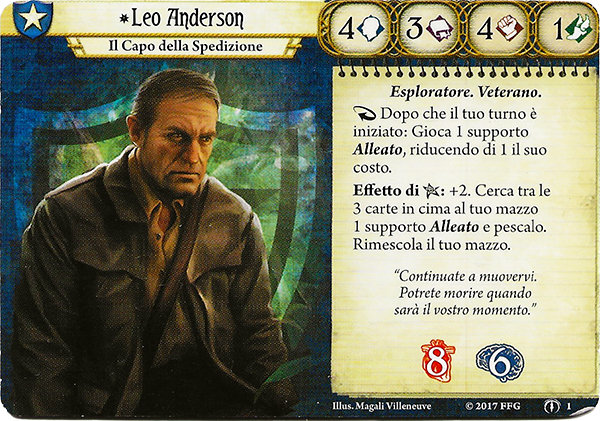 *Leo Anderson
Il Capo della Spedizione
4 3 4 1
Esploratore. Veterano.
Dopo che il tuo turno è
iniziato: Gioca 1 supporto
Alleato, riducendo di 1 il suo
costo.
Effetto di : +2. Cerca tra le
3 carte in cima al tuo mazzo
1 supporto Alleato e pescalo.
Rimescola il tuo mazzo.
“Continuate a muovervi.
Potrete morire quando
sarà il vostro momento.”
8 6
Illus. Magali Villeneuve © 2017 FFG 1